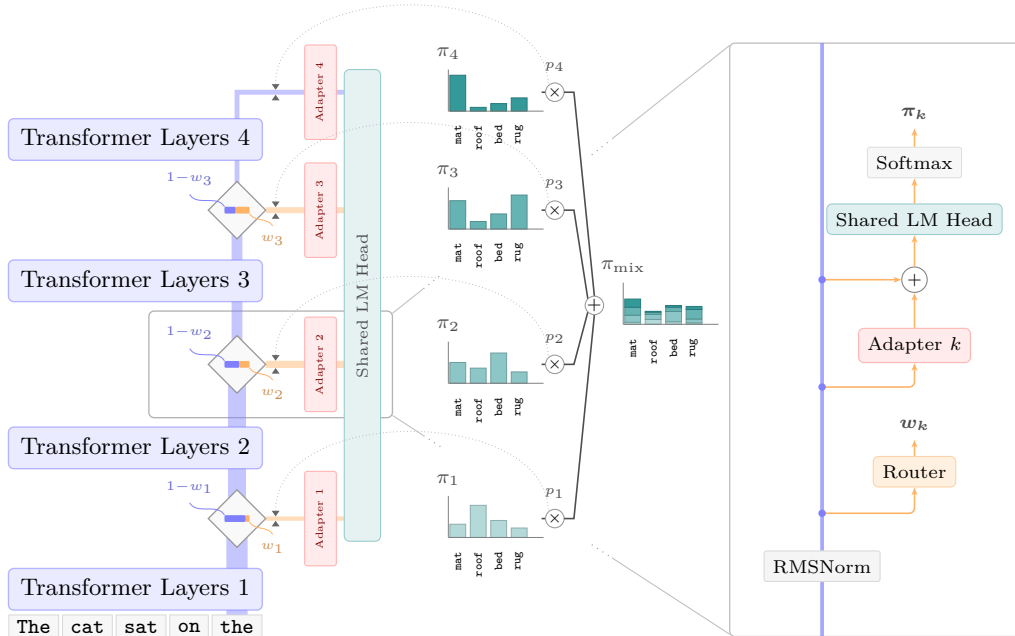 Transformer Layers 4
1−w₃
w₃
Transformer Layers 3
1−w₂
w₂
Transformer Layers 2
1−w₁
w₁
Transformer Layers 1
The cat sat on the
Adapter 4
Adapter 3
Adapter 2
Adapter 1
Shared LM Head
π₄
mat roof bed rug
p₄
×
π₃
mat roof bed rug
p₃
×
π₂
mat roof bed rug
p₂
×
π₁
mat roof bed rug
p₁
×
+
π_mix
mat roof bed rug
π_k
Softmax
Shared LM Head
+
Adapter k
w_k
Router
RMSNorm